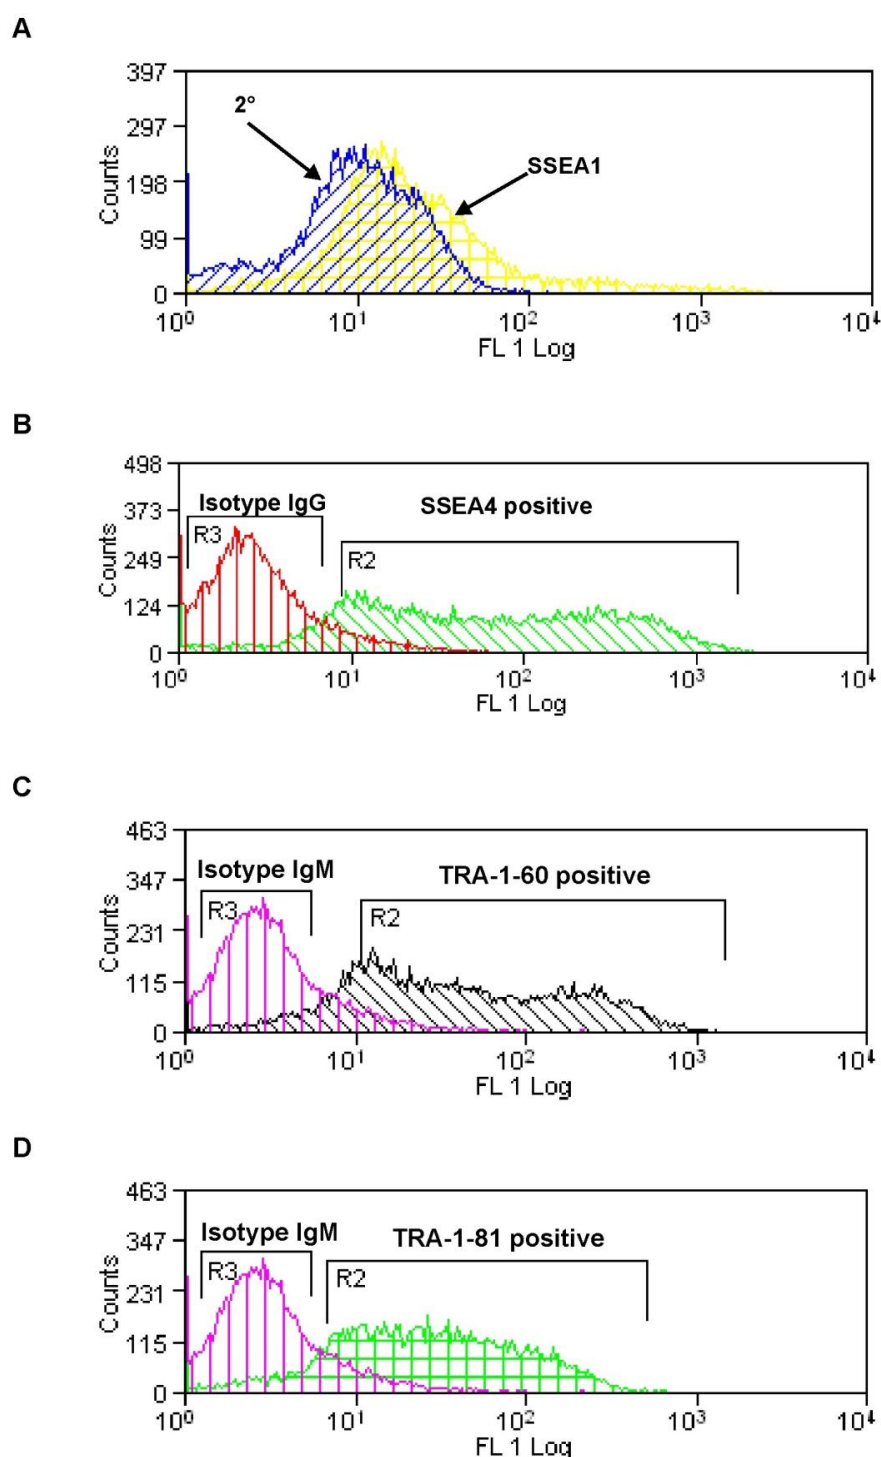 A
397
297
198
99
0
Counts
2°
SSEA1
10⁰ 10¹ 10² 10³ 10⁴
FL 1 Log
B
498
373
249
124
0
Counts
Isotype IgG
SSEA4 positive
R3
R2
10⁰ 10¹ 10² 10³ 10⁴
FL 1 Log
C
463
347
231
115
0
Counts
Isotype IgM
TRA-1-60 positive
R3
R2
10⁰ 10¹ 10² 10³ 10⁴
FL 1 Log
D
463
347
231
115
0
Counts
Isotype IgM
TRA-1-81 positive
R3
R2
10⁰ 10¹ 10² 10³ 10⁴
FL 1 Log